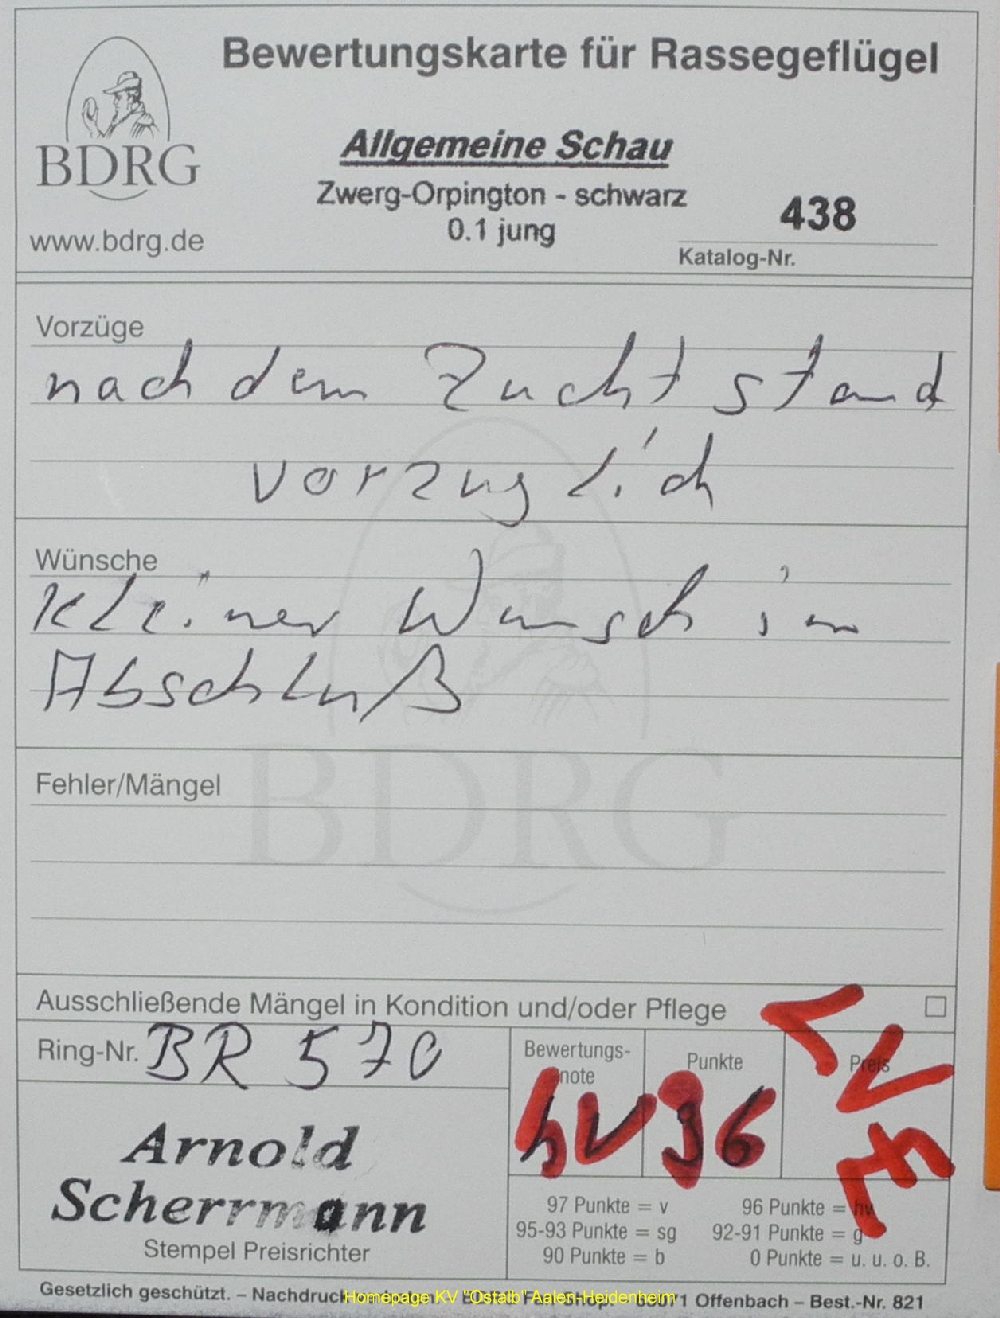 Bewertungskarte für Rassegeflügel
BDRG
www.bdrg.de
Allgemeine Schau
Zwerg-Orpington - schwarz
0.1 jung
438
Katalog-Nr.
Vorzüge
nach dem Zuchtstand
vorzuglich
Wünsche
Kleiner Wunsch im
Abschluß
BDRG
Fehler/Mängel
Ausschließende Mängel in Kondition und/oder Pflege
Ring-Nr. BR 570
Bewertungs-
note
hv
Punkte
96
Preis
LVE
Arnold
Scherrmann
Stempel Preisrichter
97 Punkte = v 96 Punkte = hv
95-93 Punkte = sg 92-91 Punkte = g
90 Punkte = b 0 Punkte = u. u. o. B.
Gesetzlich geschützt. – Nachdruck Offenbach – Best.-Nr. 821
Homepage KV "Ostalb" Aalen-Heidenheim